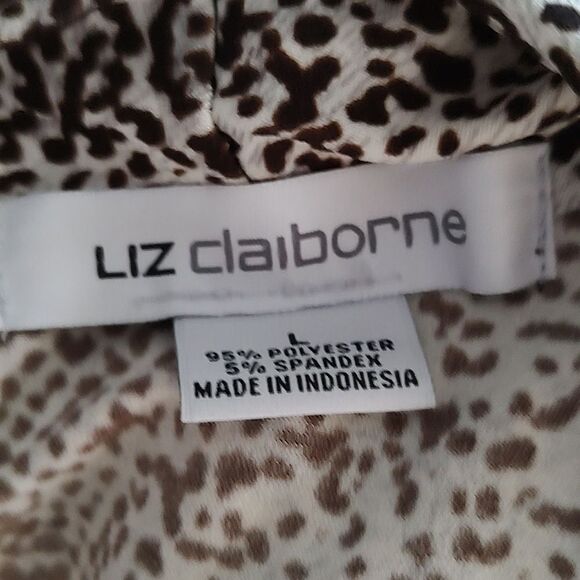 LIZ claiborne
L
95% POLYESTER
5% SPANDEX
MADE IN INDONESIA